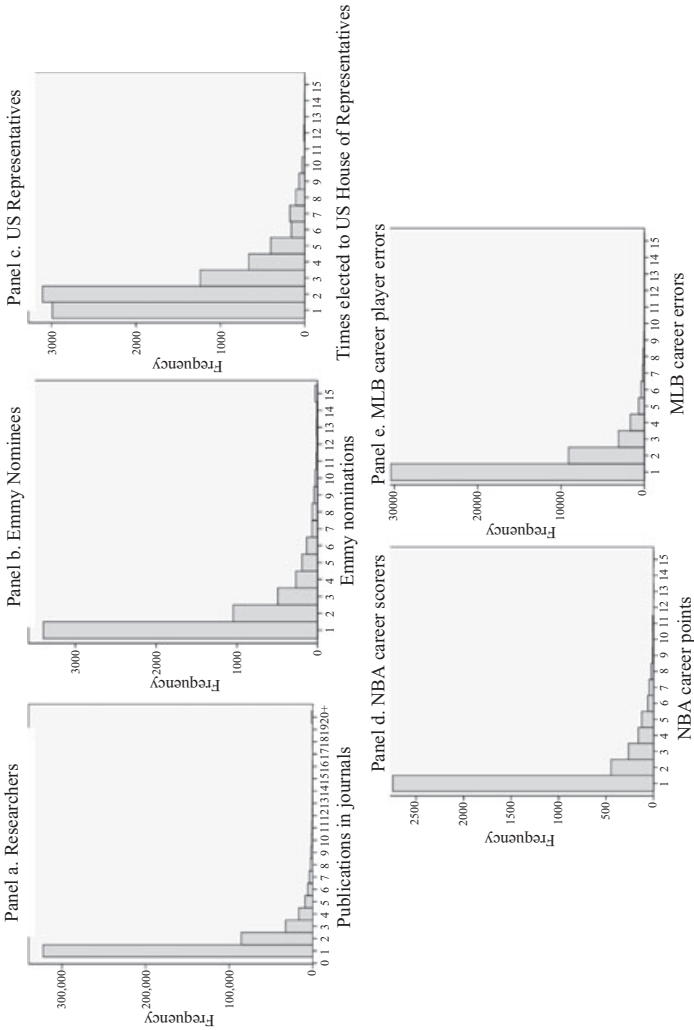 Panel a. Researchers
Frequency
300,000
200,000
100,000
0
0 1 2 3 4 5 6 7 8 9 10 11 12 13 14 15 16 17 18 19 20+
Publications in journals
Panel b. Emmy Nominees
Frequency
3000
2000
1000
0
1 2 3 4 5 6 7 8 9 10 11 12 13 14 15
Emmy nominations
Panel c. US Representatives
Frequency
3000
2000
1000
0
1 2 3 4 5 6 7 8 9 10 11 12 13 14 15
Times elected to US House of Representatives
Panel d. NBA career scorers
Frequency
2500
2000
1500
1000
500
0
1 2 3 4 5 6 7 8 9 10 11 12 13 14 15
NBA career points
Panel e. MLB career player errors
Frequency
30000
20000
10000
0
1 2 3 4 5 6 7 8 9 10 11 12 13 14 15
MLB career errors